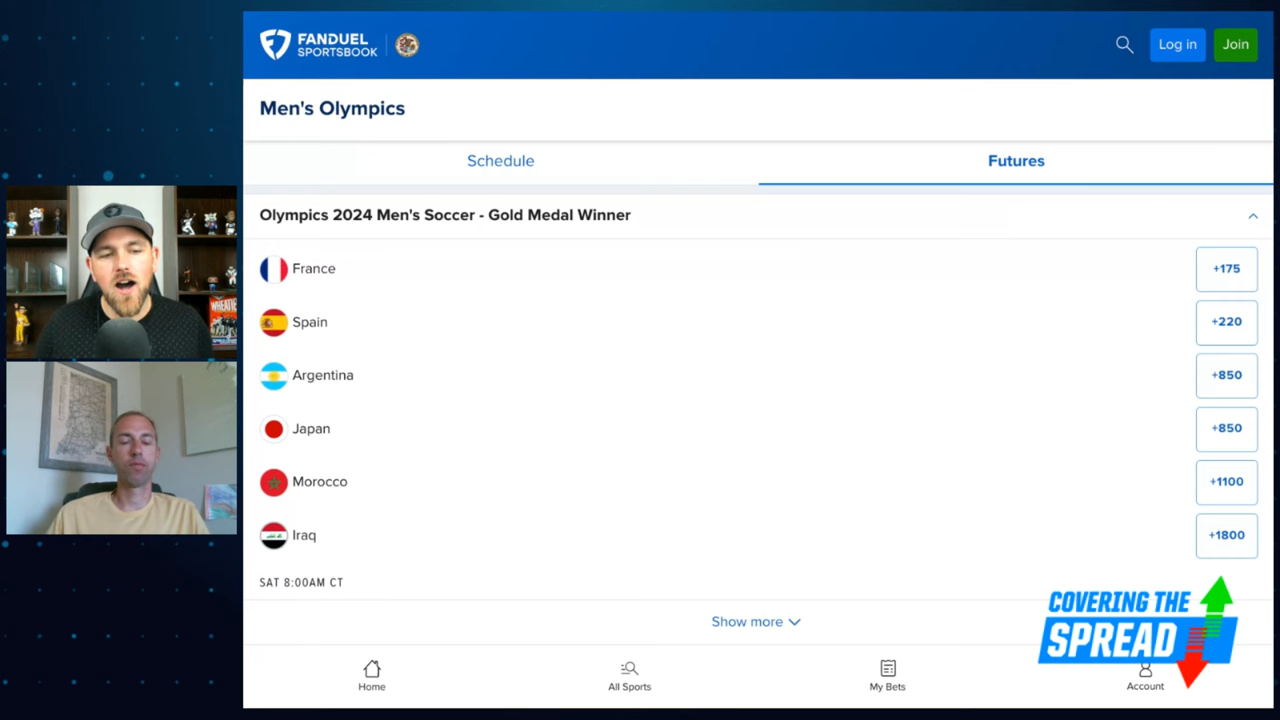 FANDUEL
SPORTSBOOK
Log in
Join
Men's Olympics
Schedule
Futures
Olympics 2024 Men's Soccer - Gold Medal Winner
France
+175
Spain
+220
Argentina
+850
Japan
+850
Morocco
+1100
Iraq
+1800
SAT 8:00AM CT
Show more
COVERING THE
SPREAD
Home
All Sports
My Bets
Account
WHEATIES